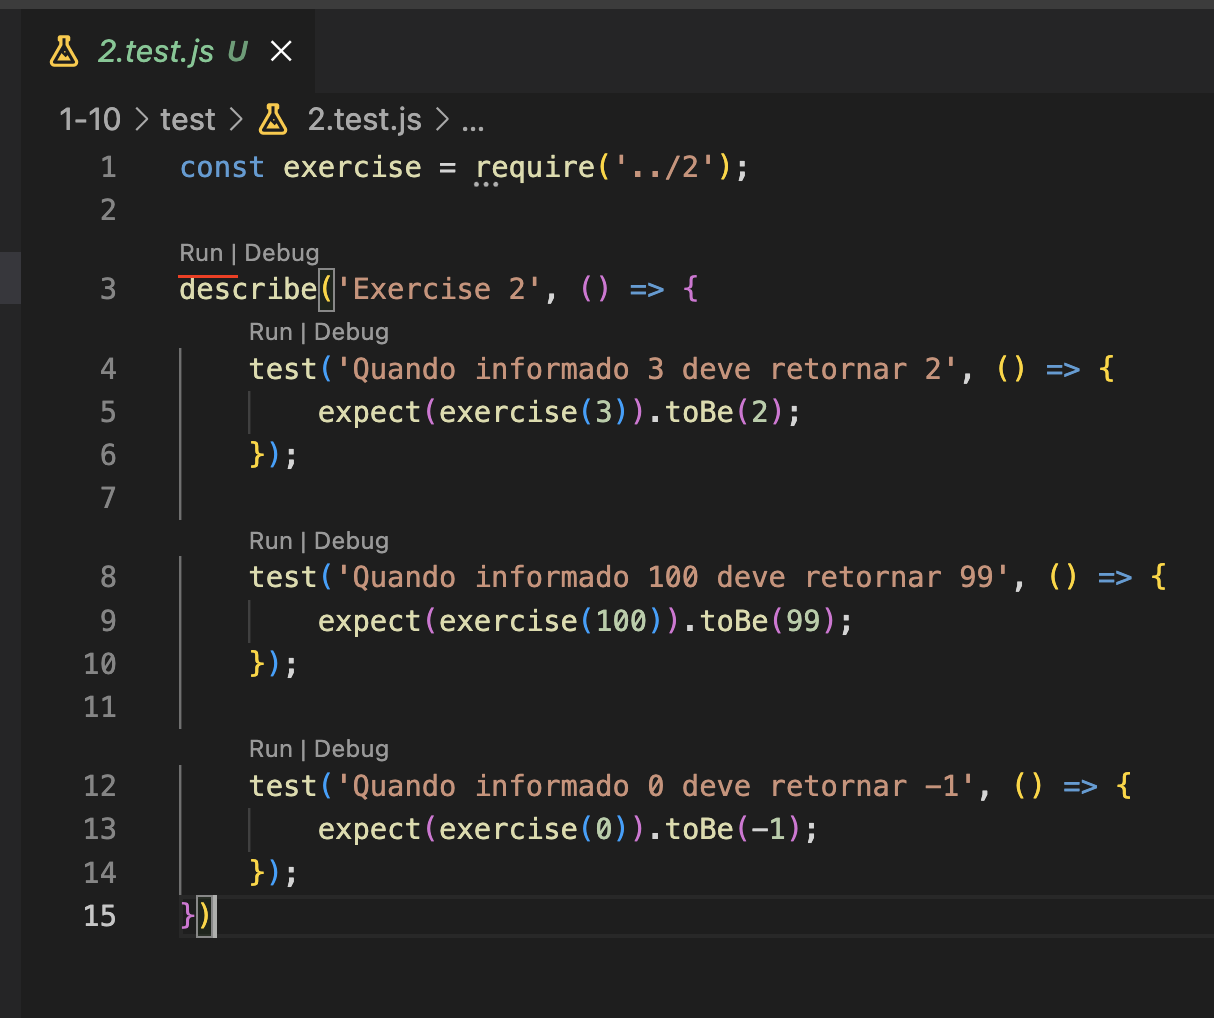 2.test.js U
1-10 > test > 2.test.js > ...
1 const exercise = require('../2');
2
Run | Debug
3 describe('Exercise 2', () => {
Run | Debug
4 test('Quando informado 3 deve retornar 2', () => {
5 expect(exercise(3)).toBe(2);
6 });
7
Run | Debug
8 test('Quando informado 100 deve retornar 99', () => {
9 expect(exercise(100)).toBe(99);
10 });
11
Run | Debug
12 test('Quando informado 0 deve retornar -1', () => {
13 expect(exercise(0)).toBe(-1);
14 });
15 })